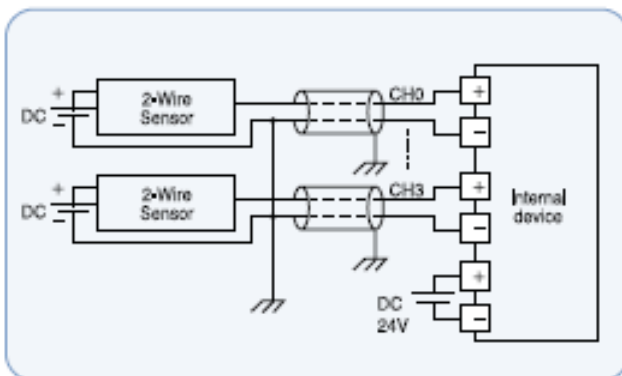 +
DC
−
2-Wire
Sensor
CH0
+
−
+
DC
−
2-Wire
Sensor
CH3
+
−
Internal
device
DC
24V
+
−